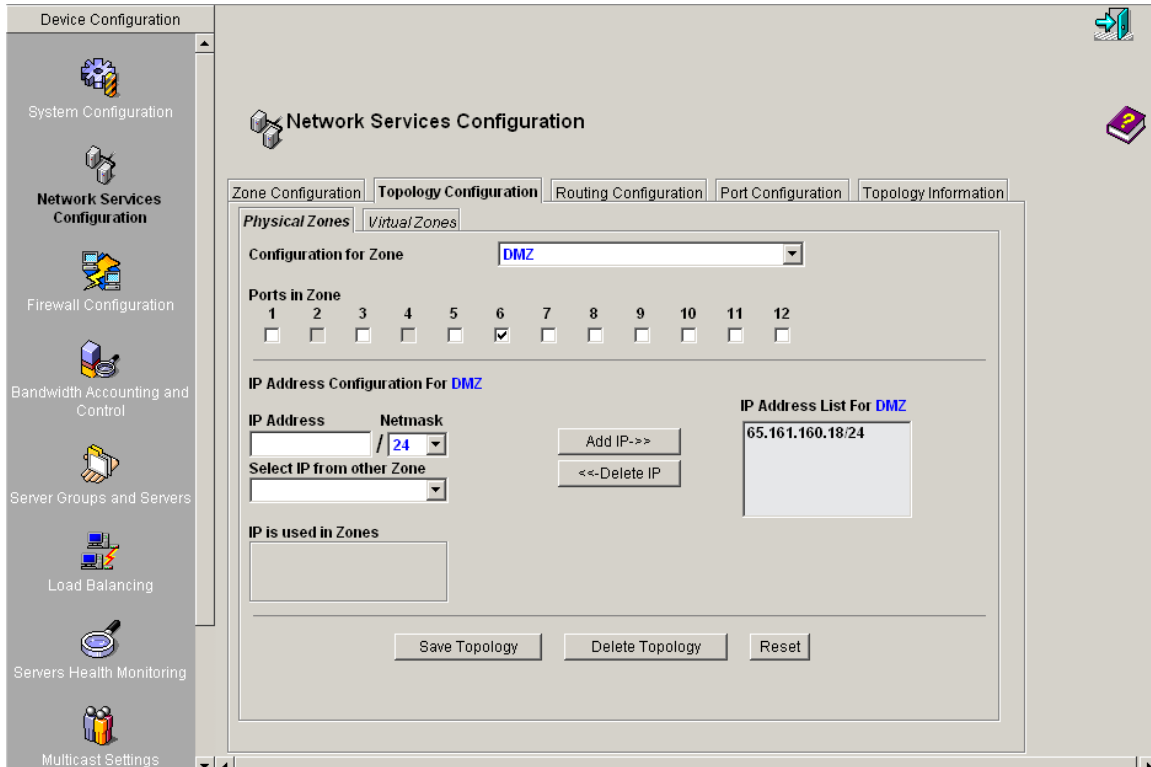 Device Configuration
System Configuration
Network Services
Configuration
Firewall Configuration
Bandwidth Accounting and
Control
Server Groups and Servers
Load Balancing
Servers Health Monitoring
Multicast Settings
Network Services Configuration
Zone Configuration Topology Configuration Routing Configuration Port Configuration Topology Information
Physical Zones Virtual Zones
Configuration for Zone DMZ
Ports in Zone
1 2 3 4 5 6 7 8 9 10 11 12
IP Address Configuration For DMZ
IP Address List For DMZ
IP Address Netmask
65.161.160.18/24
/ 24
Add IP->>
Select IP from other Zone
<<-Delete IP
IP is used in Zones
Save Topology Delete Topology Reset